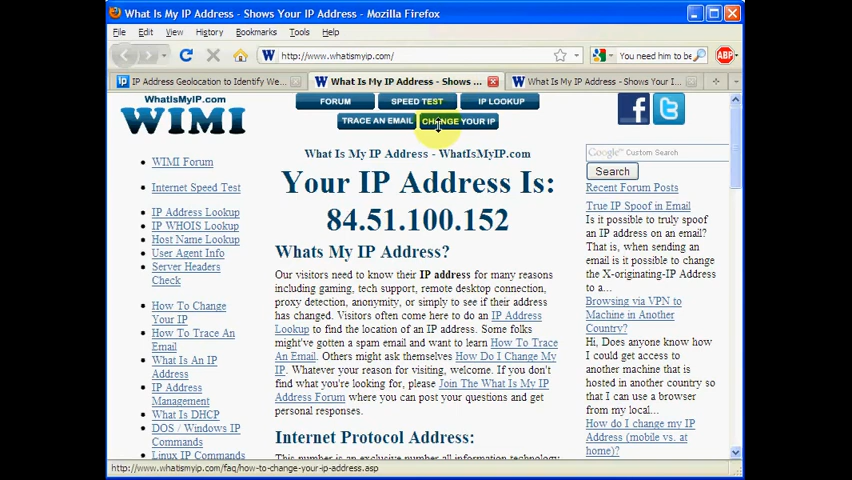 What Is My IP Address - Shows Your IP Address - Mozilla Firefox
File Edit View History Bookmarks Tools Help
http://www.whatismyip.com/
You need him to be
ABP
IP Address Geolocation to Identify We...
What Is My IP Address - Shows ...
What Is My IP Address - Shows Your I...
WhatIsMyIP.com
WIMI
FORUM
SPEED TEST
IP LOOKUP
TRACE AN EMAIL
CHANGE YOUR IP
WIMI Forum
Internet Speed Test
IP Address Lookup
IP WHOIS Lookup
Host Name Lookup
User Agent Info
Server Headers
Check
How To Change
Your IP
How To Trace An
Email
What Is An IP
Address
IP Address
Management
What Is DHCP
DOS / Windows IP
Commands
Linux IP Commands
What Is My IP Address - WhatIsMyIP.com
Your IP Address Is:
84.51.100.152
Whats My IP Address?
Our visitors need to know their IP address for many reasons
including gaming, tech support, remote desktop connection,
proxy detection, anonymity, or simply to see if their address
has changed. Visitors often come here to do an IP Address
Lookup to find the location of an IP address. Some folks
might've gotten a spam email and want to learn How To Trace
An Email. Others might ask themselves How Do I Change My
IP. Whatever your reason for visiting, welcome. If you don't
find what you're looking for, please Join The What Is My IP
Address Forum where you can post your questions and get
personal responses.
Internet Protocol Address:
This number is an exclusive number all information technology
Google Custom Search
Search
Recent Forum Posts
True IP Spoof in Email
Is it possible to truly spoof
an IP address on an email?
That is, when sending an
email is it possible to change
the X-originating-IP Address
to a...
Browsing via VPN to
Machine in Another
Country?
Hi, Does anyone know how
I could get access to
another machine that is
hosted in another country so
that I can use a browser
from my local...
How do i change my IP
Address (mobile vs. at
home)?
http://www.whatismyip.com/faq/how-to-change-your-ip-address.asp